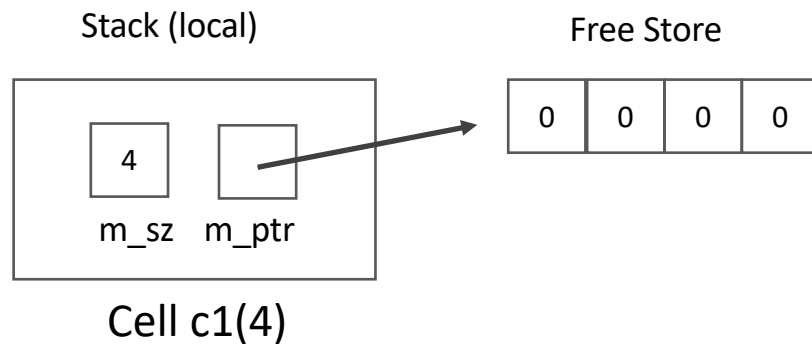 Stack (local)
Free Store
4
0 0 0 0
m_sz m_ptr
Cell c1(4)